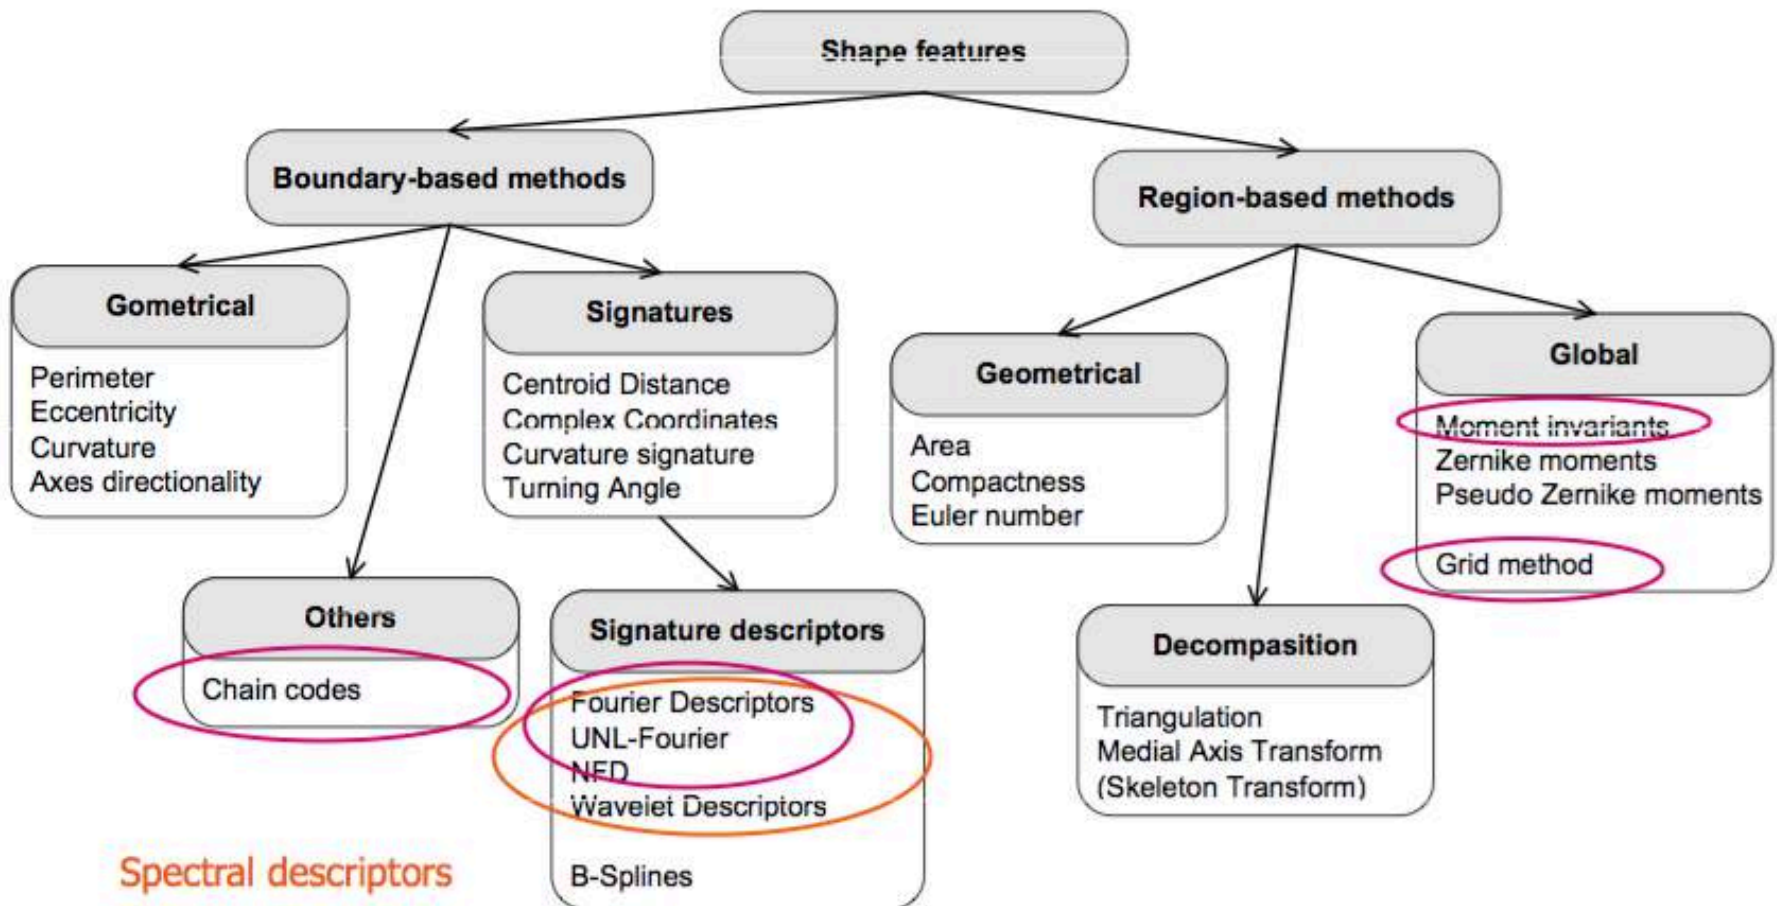 Shape features
Boundary-based methods
Region-based methods
Gometrical
Perimeter
Eccentricity
Curvature
Axes directionality
Signatures
Centroid Distance
Complex Coordinates
Curvature signature
Turning Angle
Geometrical
Area
Compactness
Euler number
Global
Moment invariants
Zernike moments
Pseudo Zernike moments
Grid method
Others
Chain codes
Signature descriptors
Fourier Descriptors
UNL-Fourier
NFD
Wavelet Descriptors
B-Splines
Decompasition
Triangulation
Medial Axis Transform
(Skeleton Transform)
Spectral descriptors